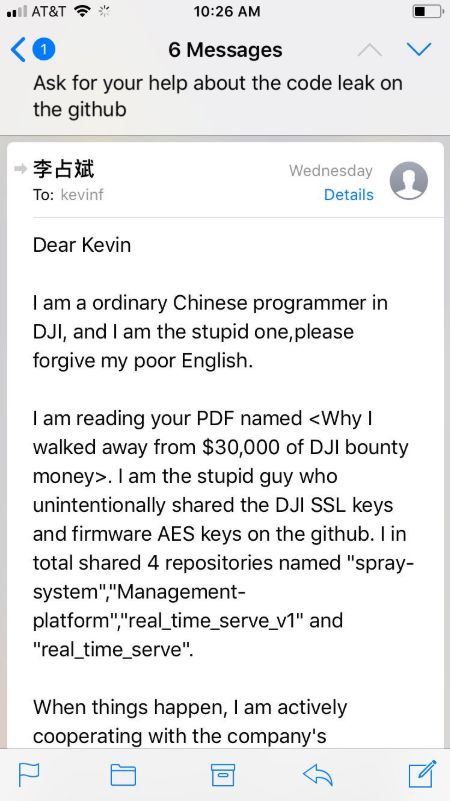 AT&T 10:26 AM
1 6 Messages
Ask for your help about the code leak on
the github
李占斌 Wednesday
To: kevinf Details
Dear Kevin
I am a ordinary Chinese programmer in
DJI, and I am the stupid one,please
forgive my poor English.
I am reading your PDF named <Why I
walked away from $30,000 of DJI bounty
money>. I am the stupid guy who
unintentionally shared the DJI SSL keys
and firmware AES keys on the github. I in
total shared 4 repositories named "spray-
system","Management-
platform","real_time_serve_v1" and
"real_time_serve".
When things happen, I am actively
cooperating with the company's